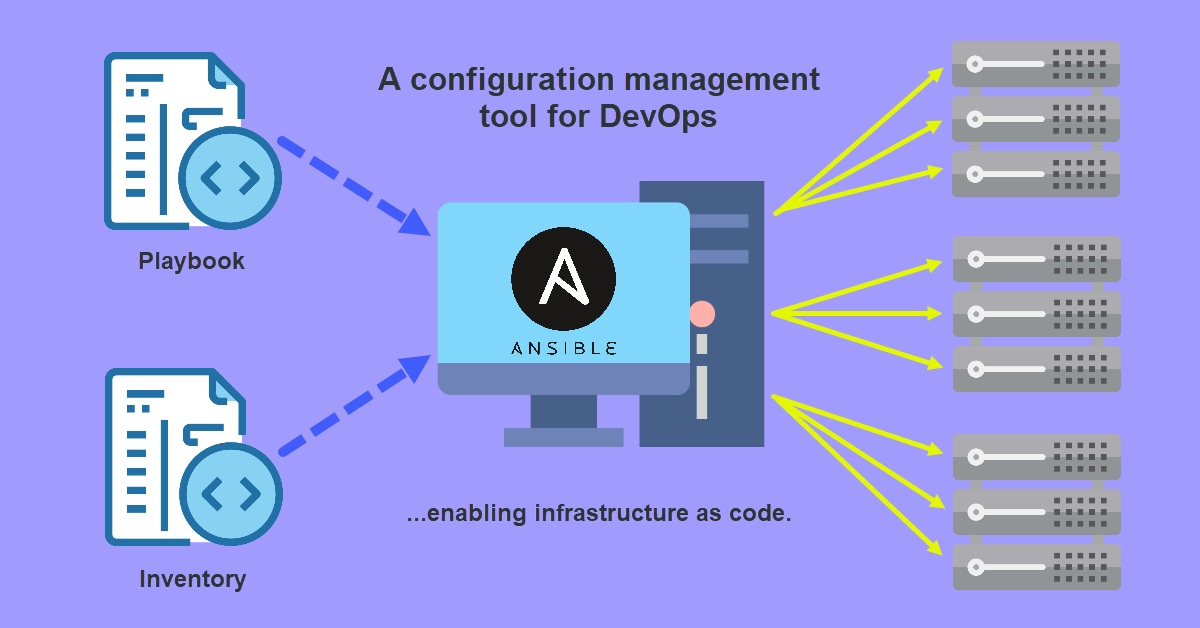 A configuration management
tool for DevOps
Playbook
ANSIBLE
...enabling infrastructure as code.
Inventory